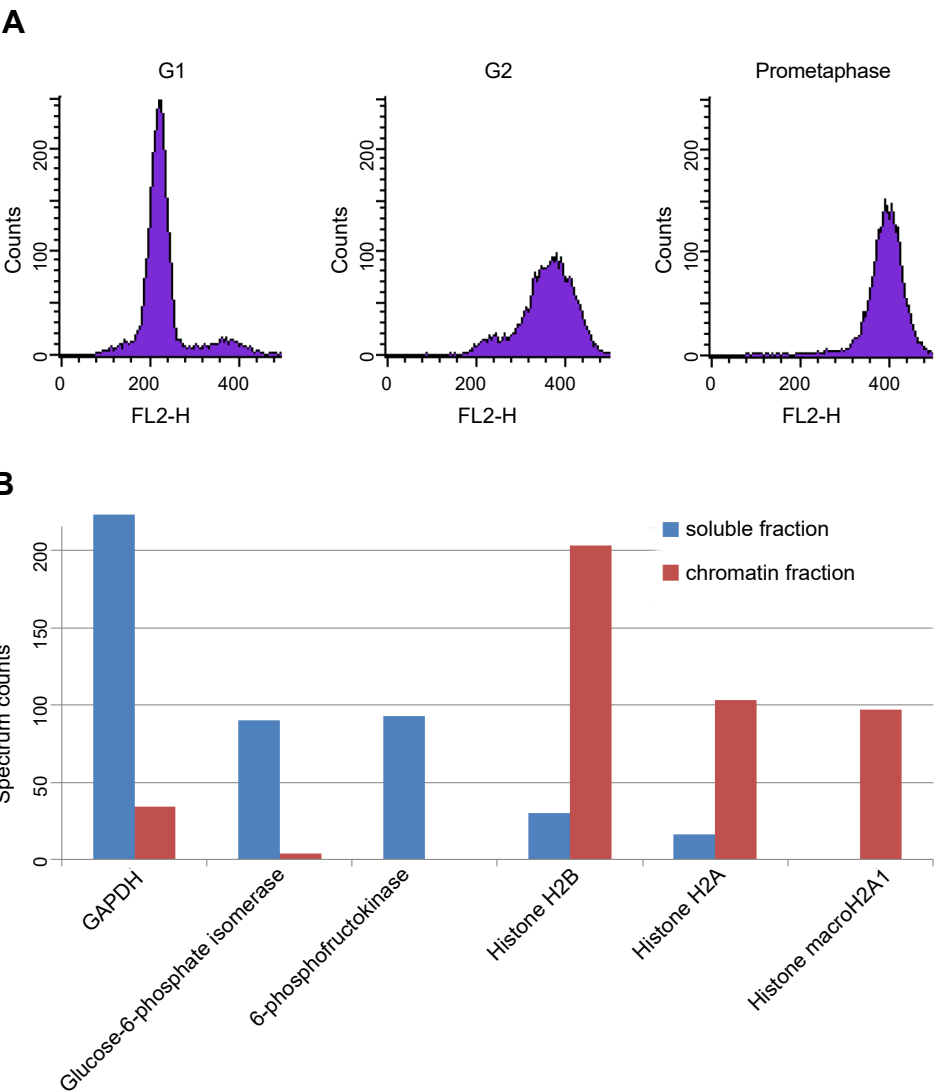 A
G1
G2
Prometaphase
Counts
0
100
200
0
200
400
FL2-H
Counts
0
100
200
0
200
400
FL2-H
Counts
0
100
200
0
200
400
FL2-H
B
soluble fraction
chromatin fraction
Spectrum counts
200
150
100
50
0
GAPDH
Glucose-6-phosphate isomerase
6-phosphofructokinase
Histone H2B
Histone H2A
Histone macroH2A1